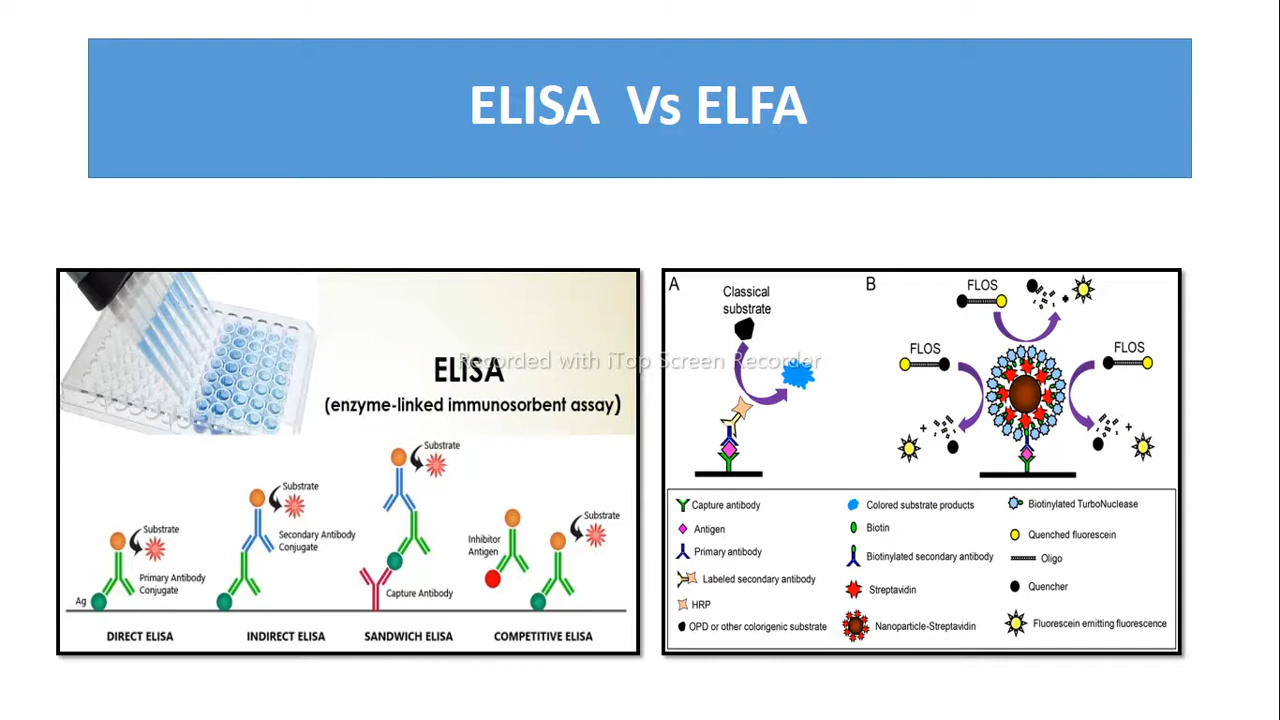 ELISA Vs ELFA
ELISA
Recorded with iTop Screen Recorder
(enzyme-linked immunosorbent assay)
Substrate
Substrate
Secondary Antibody
Conjugate
Substrate
Primary Antibody
Conjugate
Ag
Capture Antibody
Inhibitor
Antigen
Substrate
DIRECT ELISA
INDIRECT ELISA
SANDWICH ELISA
COMPETITIVE ELISA
A
Classical
substrate
B
FLOS
FLOS
FLOS
+
+
+
Capture antibody
Antigen
Primary antibody
Labeled secondary antibody
HRP
OPD or other colorigenic substrate
Colored substrate products
Biotin
Biotinylated secondary antibody
Streptavidin
Nanoparticle-Streptavidin
Biotinylated TurboNuclease
Quenched fluorescein
Oligo
Quencher
Fluorescein emitting fluorescence